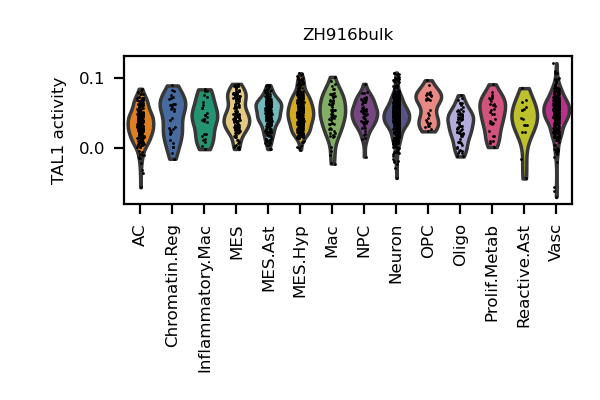 ZH916bulk
TAL1 activity
0.1
0.0
AC
Chromatin.Reg
Inflammatory.Mac
MES
MES.Ast
MES.Hyp
Mac
NPC
Neuron
OPC
Oligo
Prolif.Metab
Reactive.Ast
Vasc